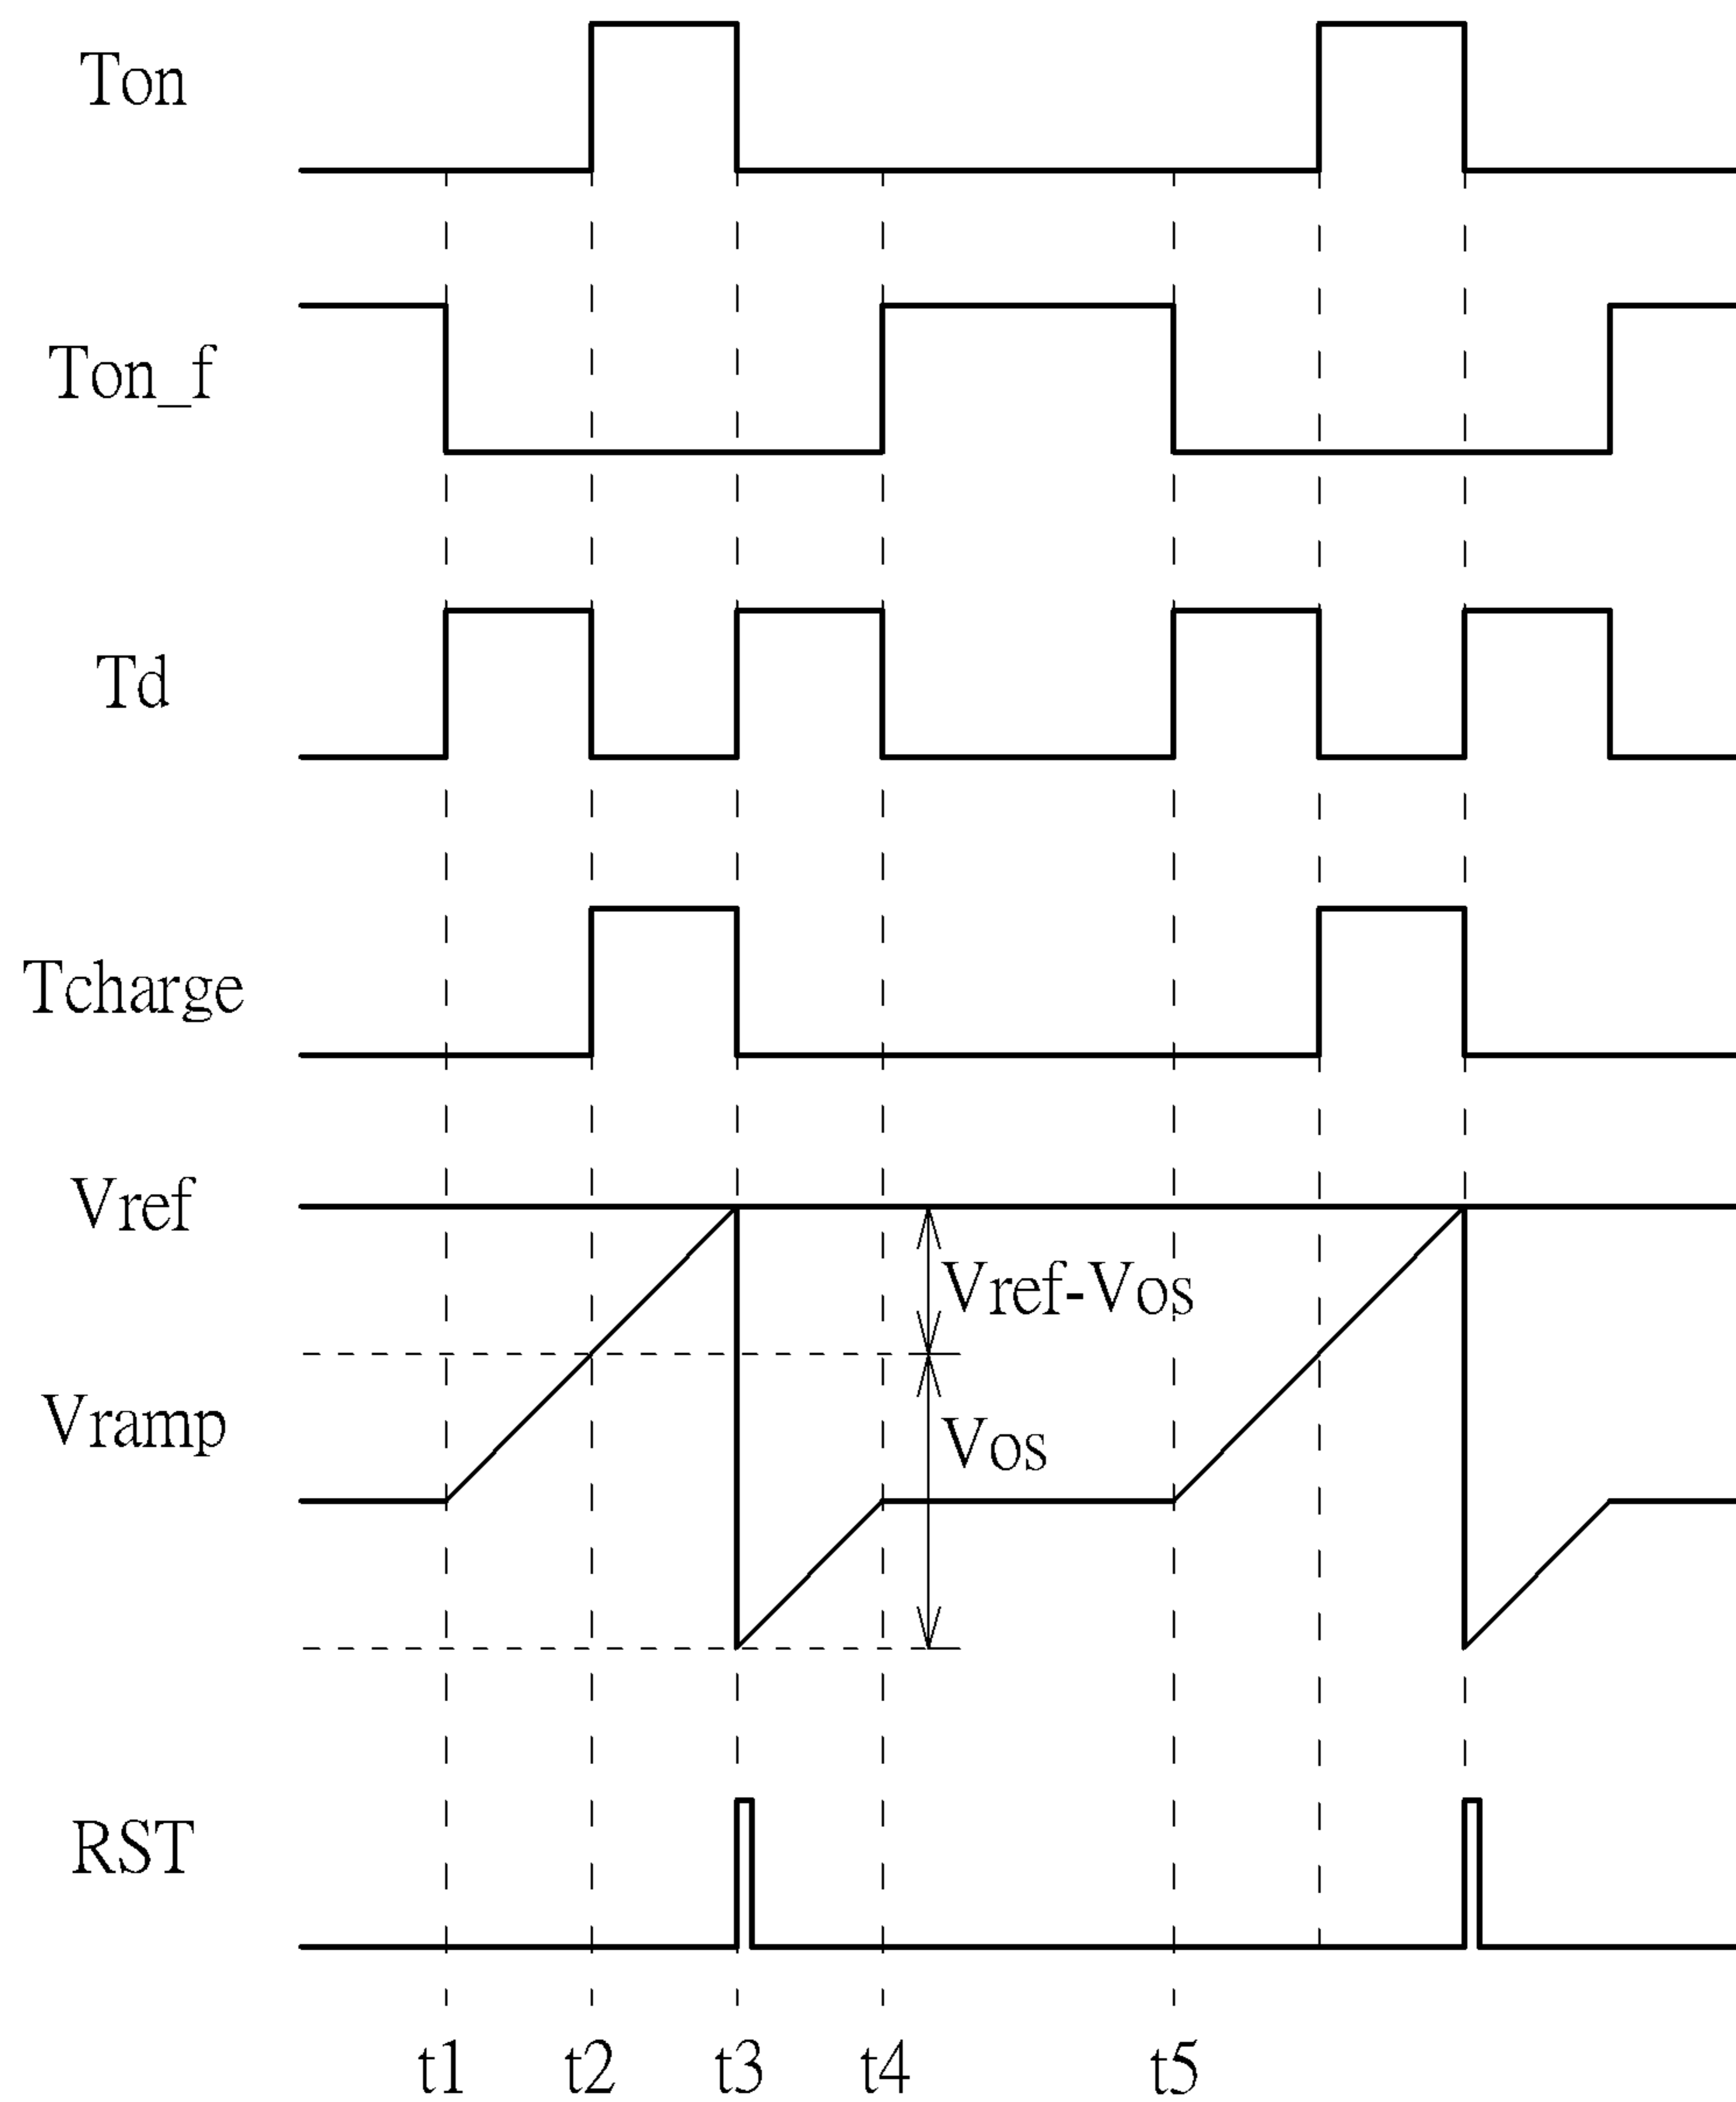 Ton
Ton_f
Td
Tcharge
Vref
Vref-Vos
Vramp
Vos
RST
t1 t2 t3 t4 t5